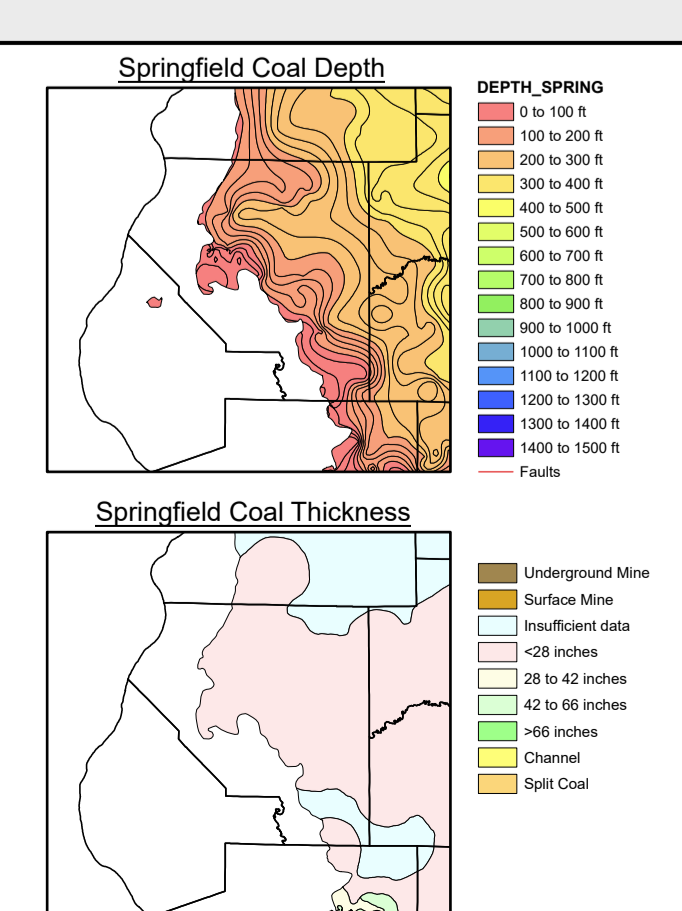 Springfield Coal Depth
DEPTH_SPRING
0 to 100 ft
100 to 200 ft
200 to 300 ft
300 to 400 ft
400 to 500 ft
500 to 600 ft
600 to 700 ft
700 to 800 ft
800 to 900 ft
900 to 1000 ft
1000 to 1100 ft
1100 to 1200 ft
1200 to 1300 ft
1300 to 1400 ft
1400 to 1500 ft
Faults
Springfield Coal Thickness
Underground Mine
Surface Mine
Insufficient data
<28 inches
28 to 42 inches
42 to 66 inches
>66 inches
Channel
Split Coal